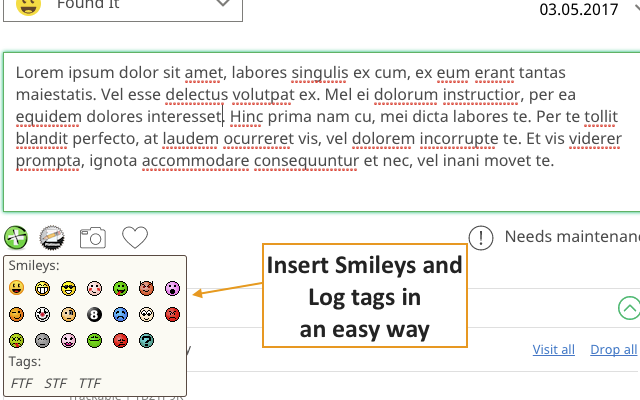 Found It
03.05.2017
Lorem ipsum dolor sit amet, labores singulis ex cum, ex eum erant tantas
maiestatis. Vel esse delectus volutpat ex. Mel ei dolorum instructior, per ea
equidem dolores interesset. Hinc prima nam cu, mei dicta labores te. Per te tollit
blandit perfecto, at laudem ocurreret vis, vel dolorem incorrupte te. Et vis viderer
prompta, ignota accommodare consequuntur et nec, vel inani movet te.
Needs maintenan
Smileys:
8
Insert Smileys and
Log tags in
an easy way
Tags:
FTF STF TTF
y
Visit all Drop all